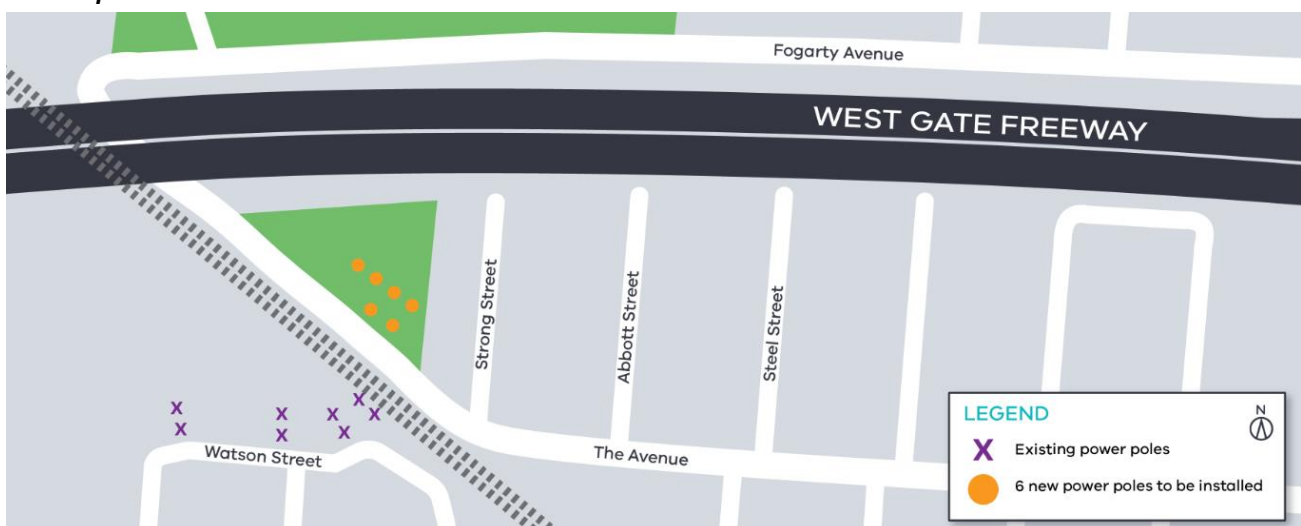 Fogarty Avenue
WEST GATE FREEWAY
Strong Street
Abbott Street
Steel Street
Watson Street
The Avenue
LEGEND
N
X Existing power poles
6 new power poles to be installed